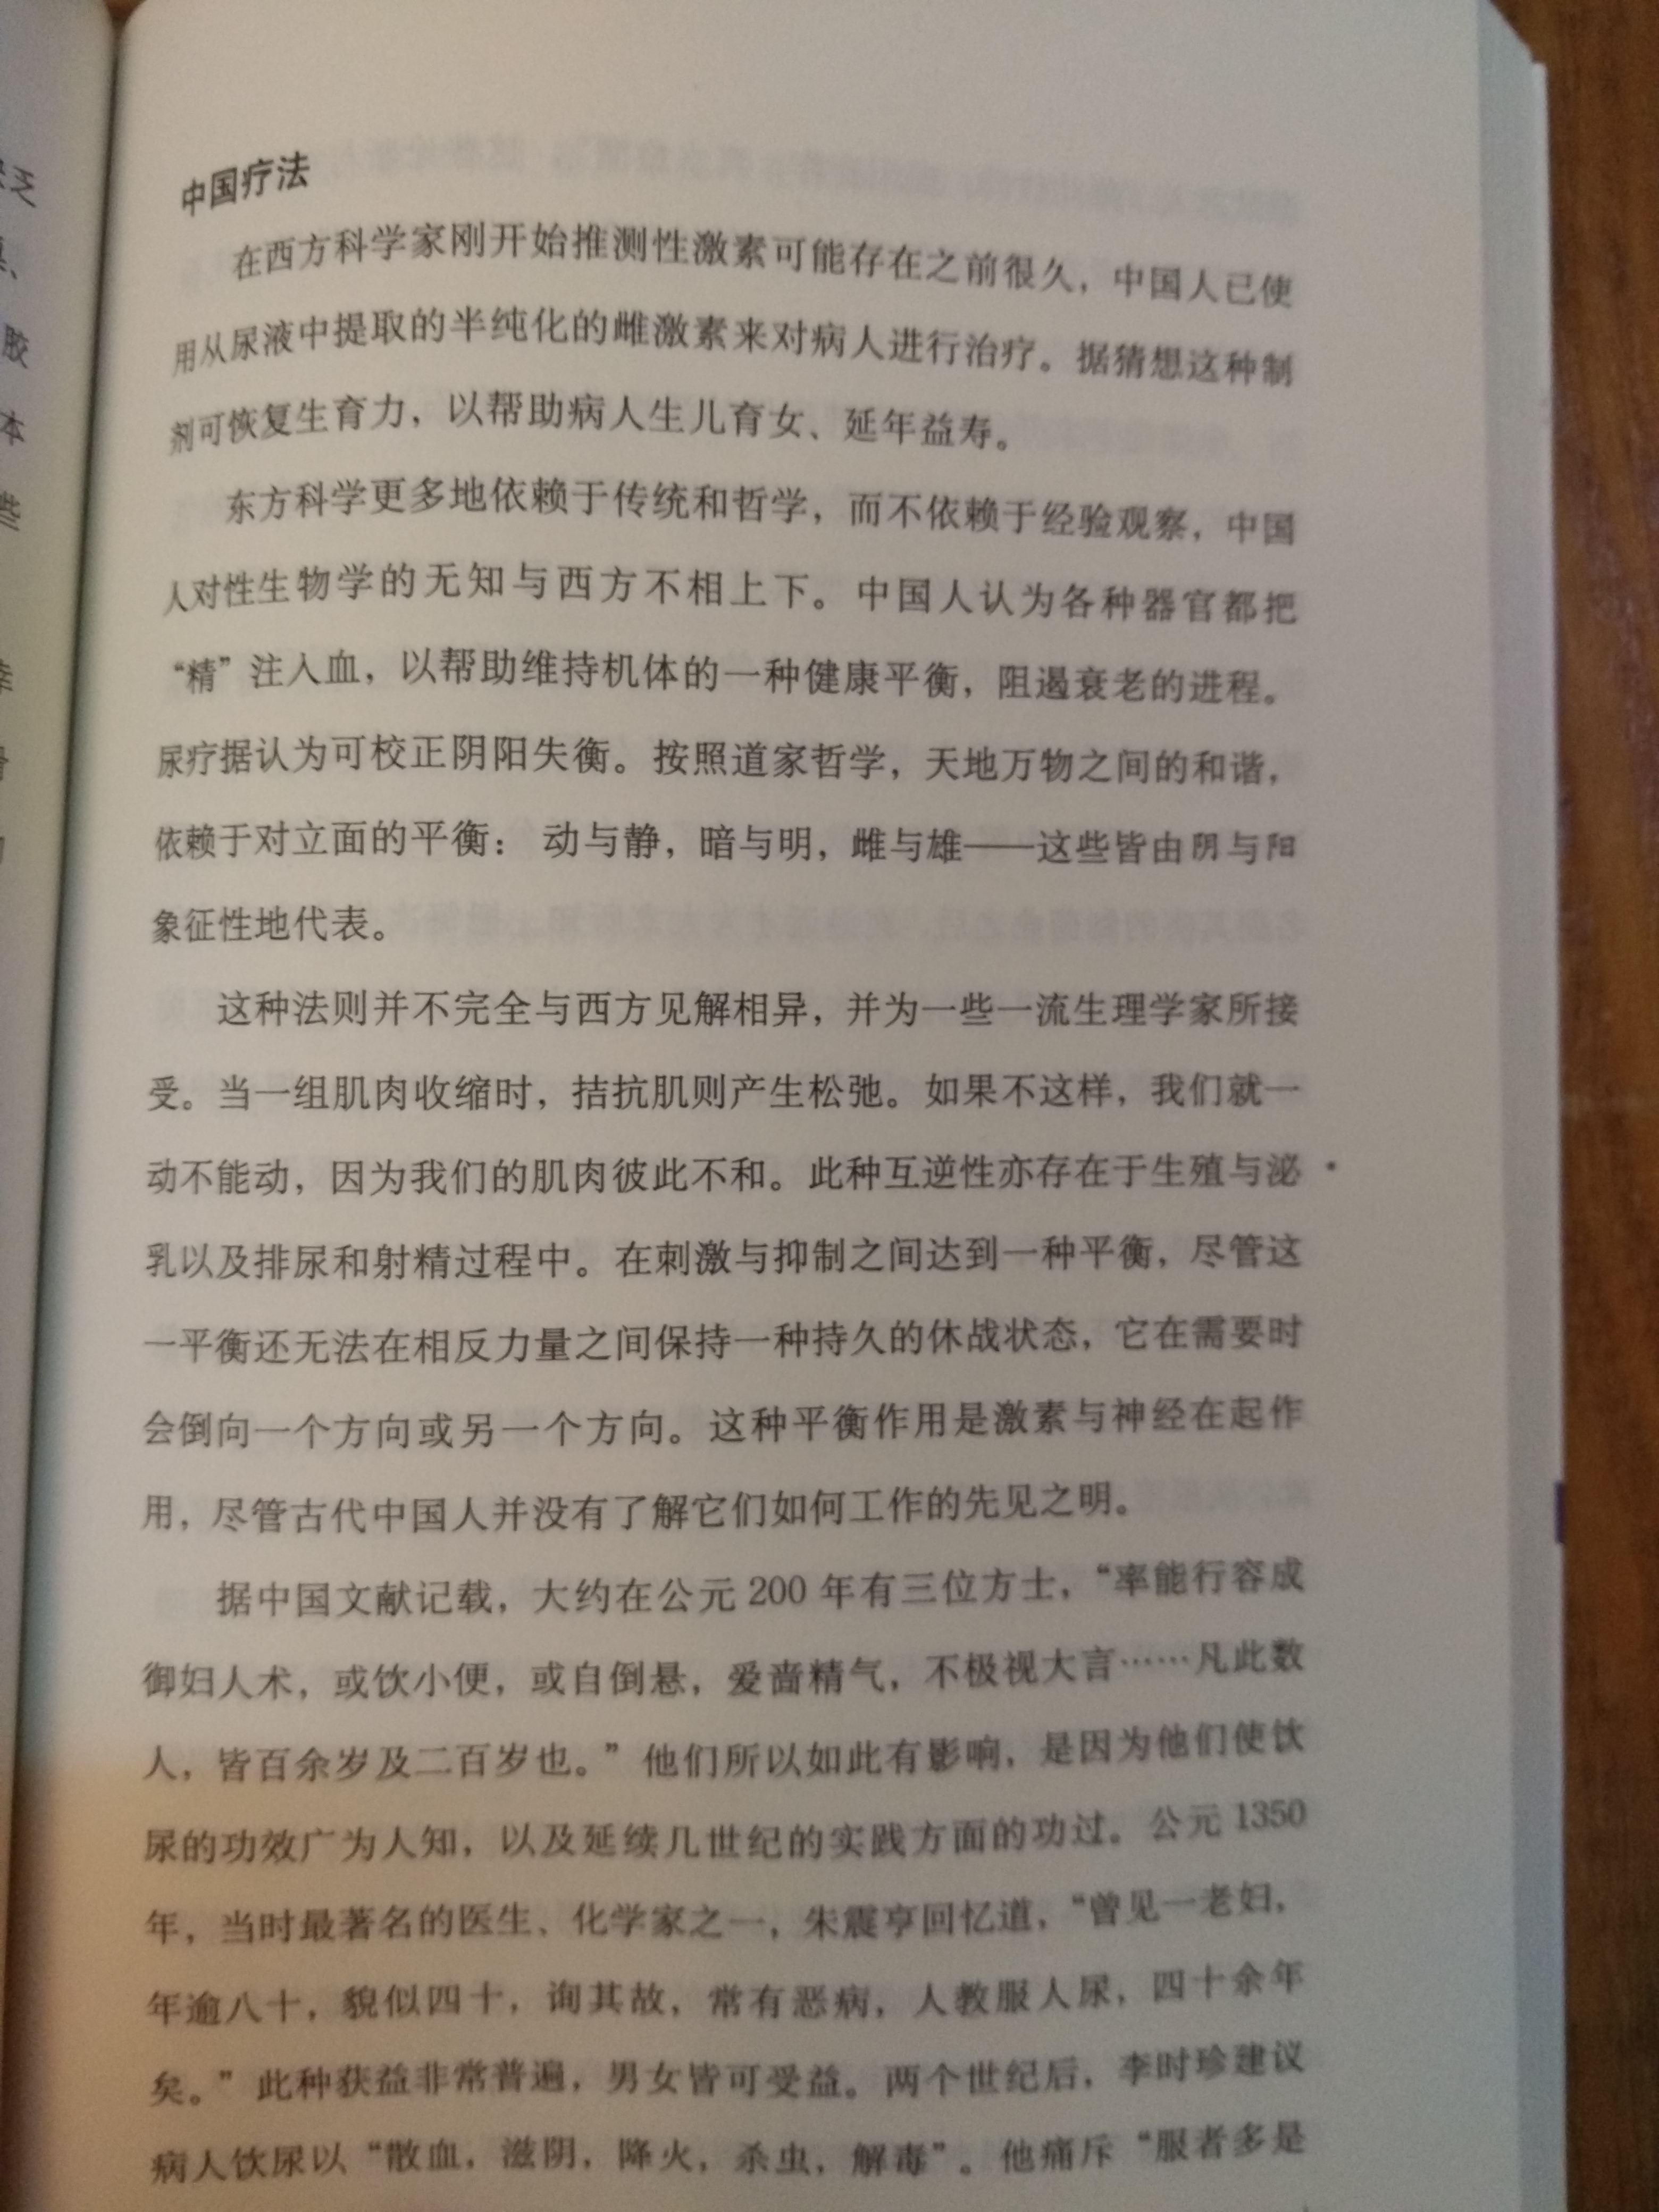 中国疗法
在西方科学家刚开始推测性激素可能存在之前很久，中国人已使
用从尿液中提取的半纯化的雌激素来对病人进行治疗。据猜想这种制
剂可恢复生育力，以帮助病人生儿育女、延年益寿。
东方科学更多地依赖于传统和哲学，而不依赖于经验观察，中国
人对性生物学的无知与西方不相上下。中国人认为各种器官都把
“精”注入血，以帮助维持机体的一种健康平衡，阻遏衰老的进程。
尿疗据认为可校正阴阳失衡。按照道家哲学，天地万物之间的和谐，
依赖于对立面的平衡： 动与静，暗与明，雌与雄——这些皆由阴与阳
象征性地代表。
这种法则并不完全与西方见解相异，并为一些一流生理学家所接
受。当一组肌肉收缩时，拮抗肌则产生松弛。如果不这样，我们就一
动不能动，因为我们的肌肉彼此不和。此种互逆性亦存在于生殖与泌
乳以及排尿和射精过程中。在刺激与抑制之间达到一种平衡，尽管这
一平衡还无法在相反力量之间保持一种持久的休战状态，它在需要时
会倒向一个方向或另一个方向。这种平衡作用是激素与神经在起作
用，尽管古代中国人并没有了解它们如何工作的先见之明。
据中国文献记载，大约在公元 200 年有三位方士，“率能行容成
御妇人术，或饮小便，或自倒悬，爱啬精气，不极视大言……凡此数
人，皆百余岁及二百岁也。”他们所以如此有影响，是因为他们使饮
尿的功效广为人知，以及延续几世纪的实践方面的功过。公元 1350
年，当时最著名的医生、化学家之一，朱震亨回忆道，“曾见一老妇，
年逾八十，貌似四十，询其故，常有恶病，人教服人尿，四十余年
矣。”此种获益非常普遍，男女皆可受益。两个世纪后，李时珍建议
病人饮尿以“散血，滋阴，降火，杀虫，解毒”。他痛斥“服者多是
乏
胶
本
些